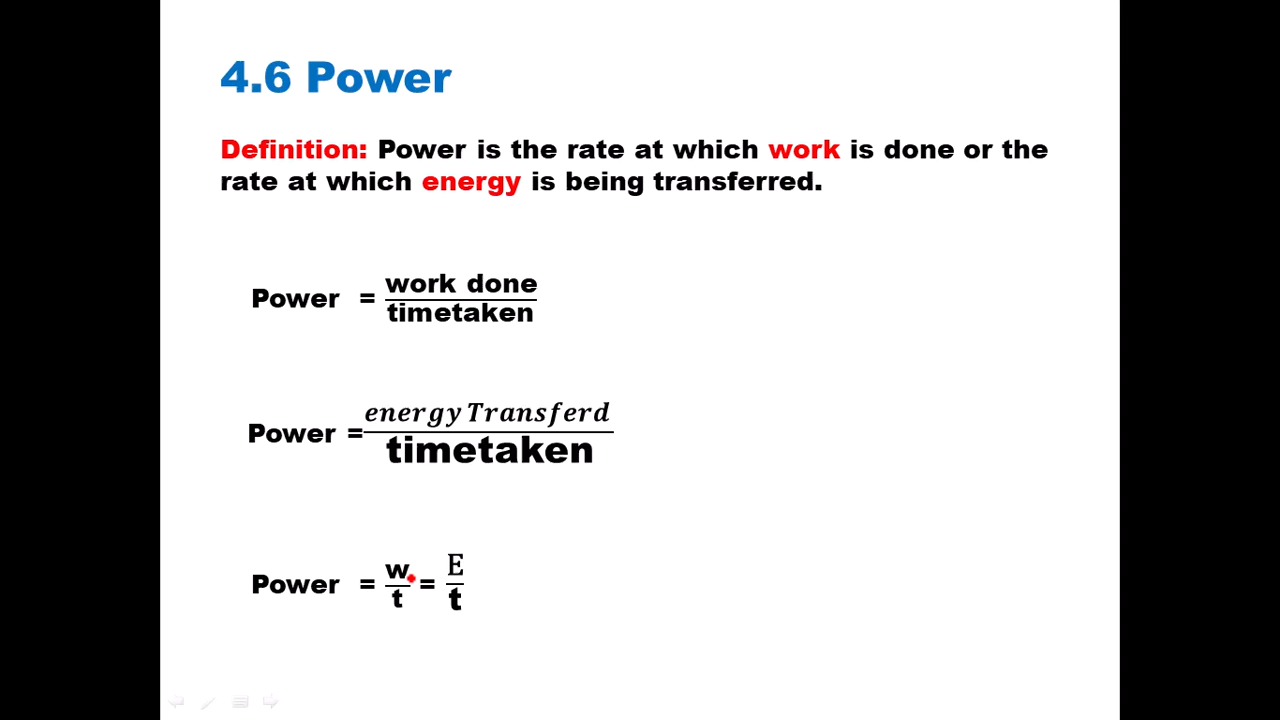 4.6 Power
Definition: Power is the rate at which work is done or the
rate at which energy is being transferred.
Power = work done
timetaken
Power = energy Transferd
timetaken
Power = w/t = E/t